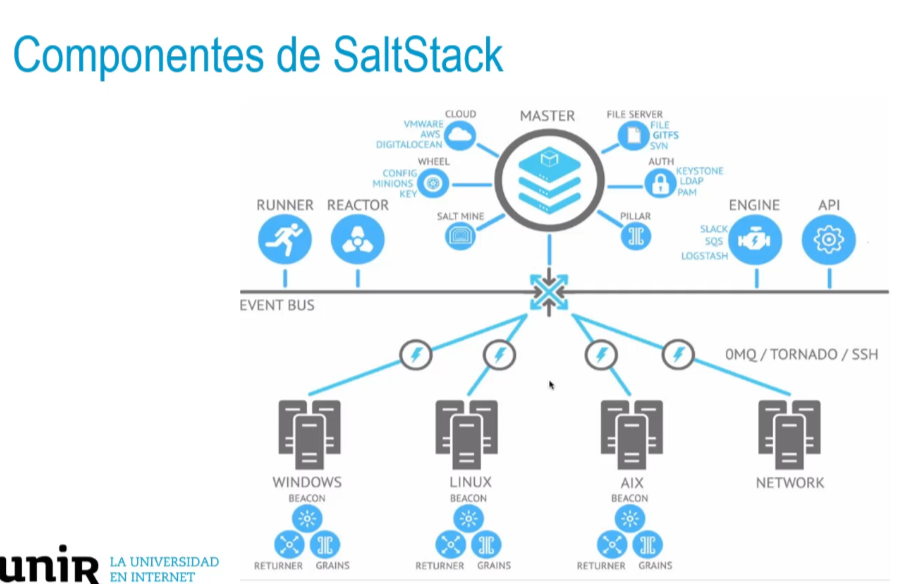 Componentes de SaltStack
CLOUD
VMWARE
AWS
DIGITALOCEAN
MASTER
FILE SERVER
FILE
GITFS
SVN
WHEEL
CONFIG
MINIONS
KEY
AUTH
KEYSTONE
LDAP
PAM
RUNNER
REACTOR
SALT MINE
PILLAR
ENGINE
SLACK
SQS
LOGSTASH
API
EVENT BUS
0MQ / TORNADO / SSH
WINDOWS
LINUX
AIX
NETWORK
BEACON
BEACON
BEACON
RETURNER
GRAINS
RETURNER
GRAINS
RETURNER
GRAINS
unir
LA UNIVERSIDAD
EN INTERNET